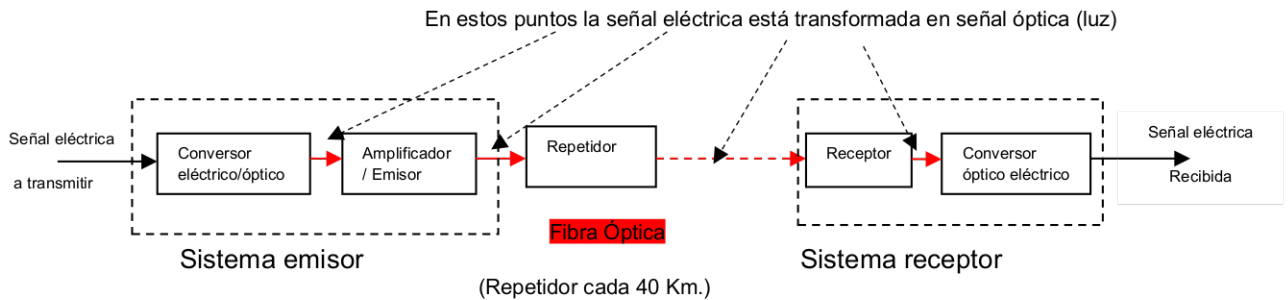 En estos puntos la señal eléctrica está transformada en señal óptica (luz)
Señal eléctrica
a transmitir
Conversor
eléctrico/óptico
Amplificador
/ Emisor
Repetidor
Receptor
Conversor
óptico eléctrico
Señal eléctrica
Recibida
Fibra Óptica
Sistema emisor
Sistema receptor
(Repetidor cada 40 Km.)